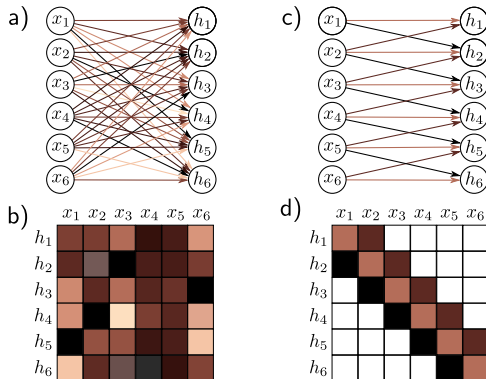 a)
x₁ h₁
x₂ h₂
x₃ h₃
x₄ h₄
x₅ h₅
x₆ h₆
b)
x₁ x₂ x₃ x₄ x₅ x₆
h₁
h₂
h₃
h₄
h₅
h₆
c)
x₁ h₁
x₂ h₂
x₃ h₃
x₄ h₄
x₅ h₅
x₆ h₆
d)
x₁ x₂ x₃ x₄ x₅ x₆
h₁
h₂
h₃
h₄
h₅
h₆